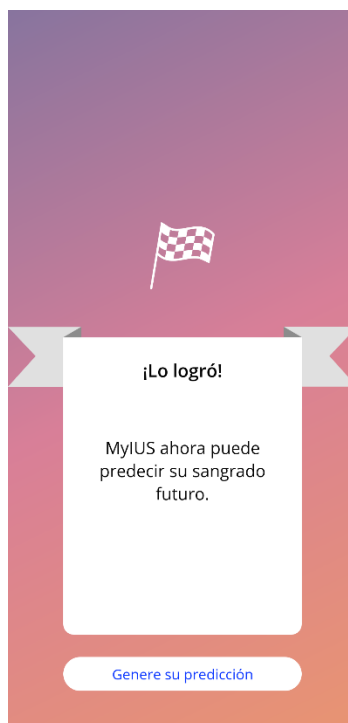 ¡Lo logró!
MyIUS ahora puede
predecir su sangrado
futuro.
Genere su predicción